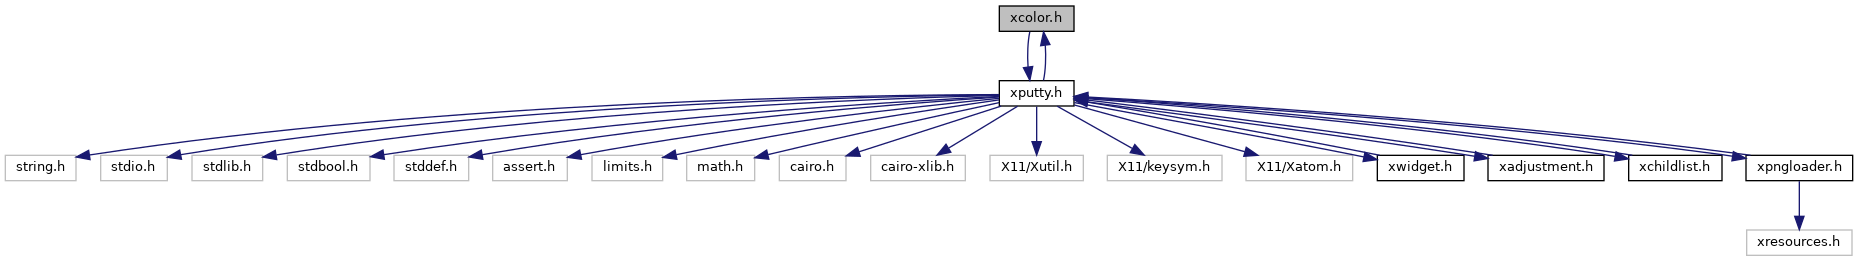 xcolor.h
xputty.h
string.h
stdio.h
stdlib.h
stdbool.h
stddef.h
assert.h
limits.h
math.h
cairo.h
cairo-xlib.h
X11/Xutil.h
X11/keysym.h
X11/Xatom.h
xwidget.h
xadjustment.h
xchildlist.h
xpngloader.h
xresources.h